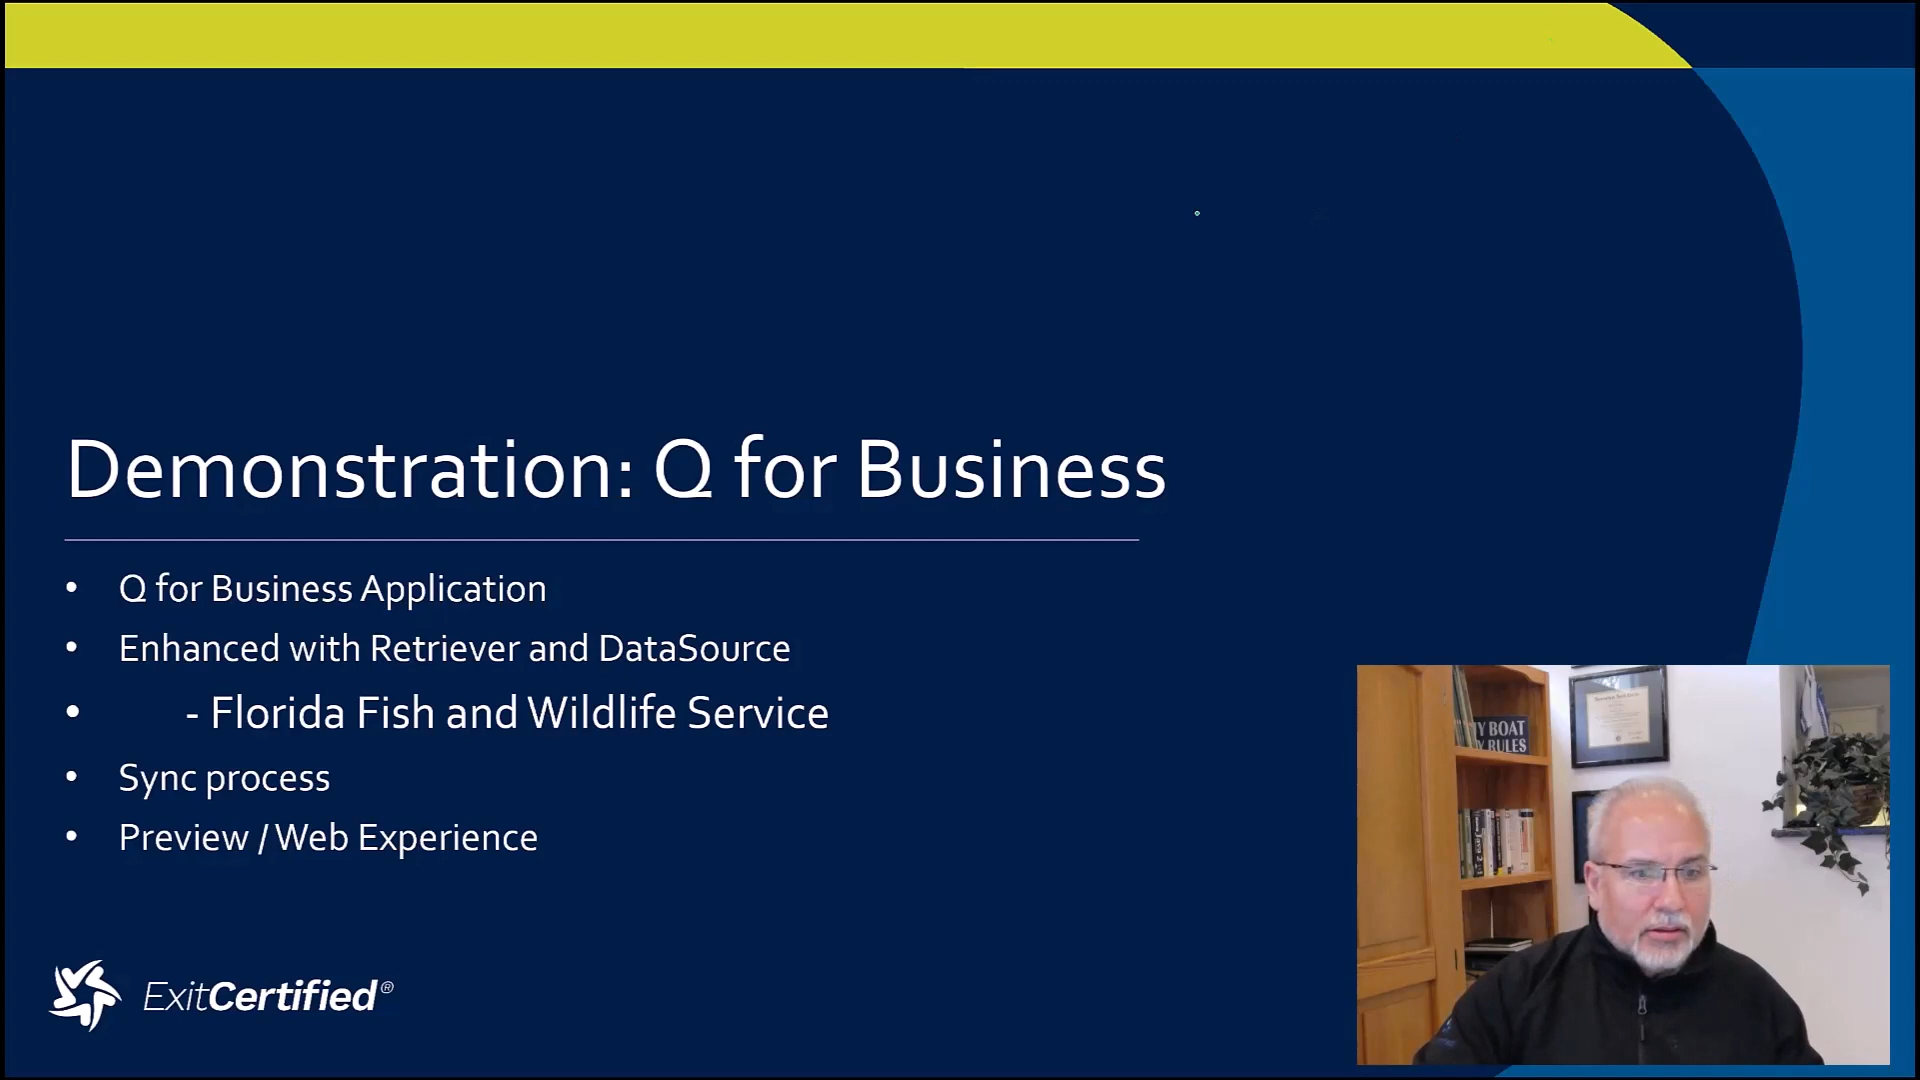 Demonstration: Q for Business
• Q for Business Application
• Enhanced with Retriever and DataSource
• - Florida Fish and Wildlife Service
• Sync process
• Preview / Web Experience
ExitCertified®
Y BOAT
Y RULES